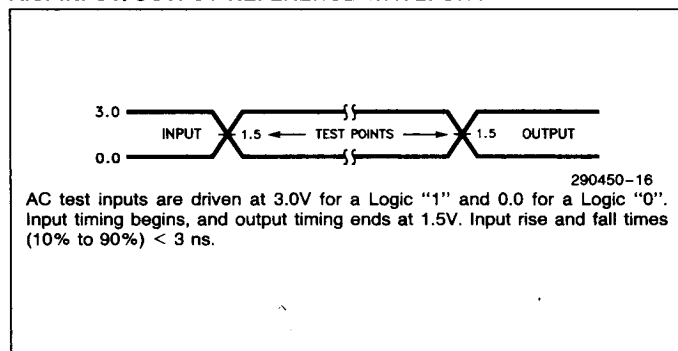 3.0
INPUT 1.5 TEST POINTS 1.5 OUTPUT
0.0
290450-16
AC test inputs are driven at 3.0V for a Logic "1" and 0.0 for a Logic "0".
Input timing begins, and output timing ends at 1.5V. Input rise and fall times
(10% to 90%) < 3 ns.